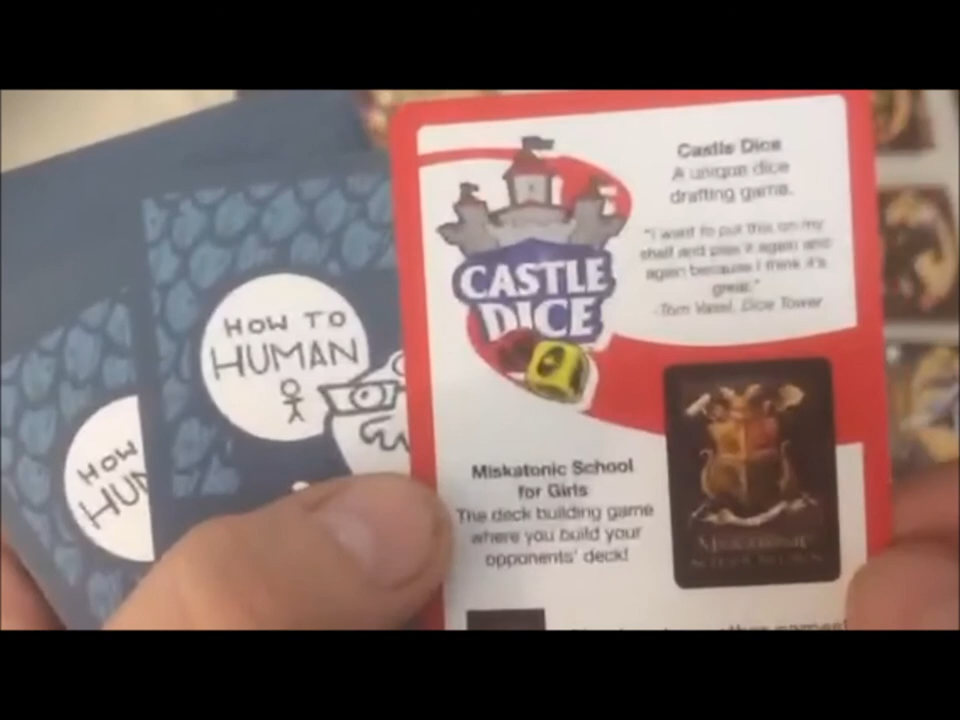 HOW TO
HUMAN
HOW
HUM
CASTLE
DICE
Castle Dice
A unique dice
drafting game.
"I want to put this on my
shelf and play it again and
again because I think it's
great."
-Tom Vasel, Dice Tower
Miskatonic School
for Girls
The deck building game
where you build your
opponents' deck!
MISKATONIC